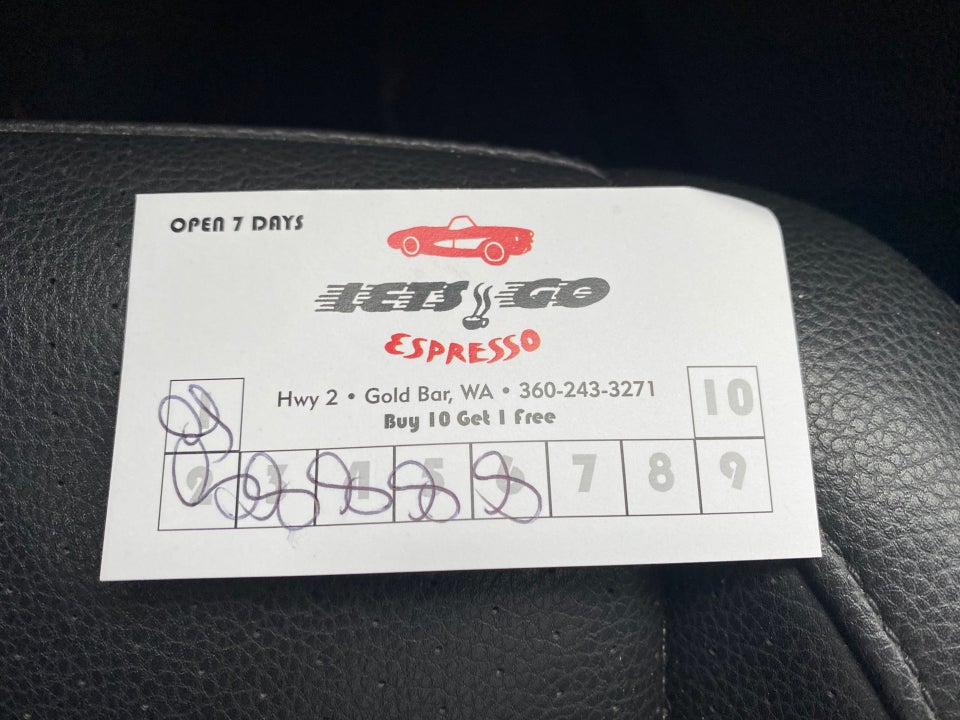 OPEN 7 DAYS
LETS GO
ESPRESSO
Hwy 2 • Gold Bar, WA • 360-243-3271
Buy 10 Get 1 Free
1 10
2 3 4 5 6 7 8 9